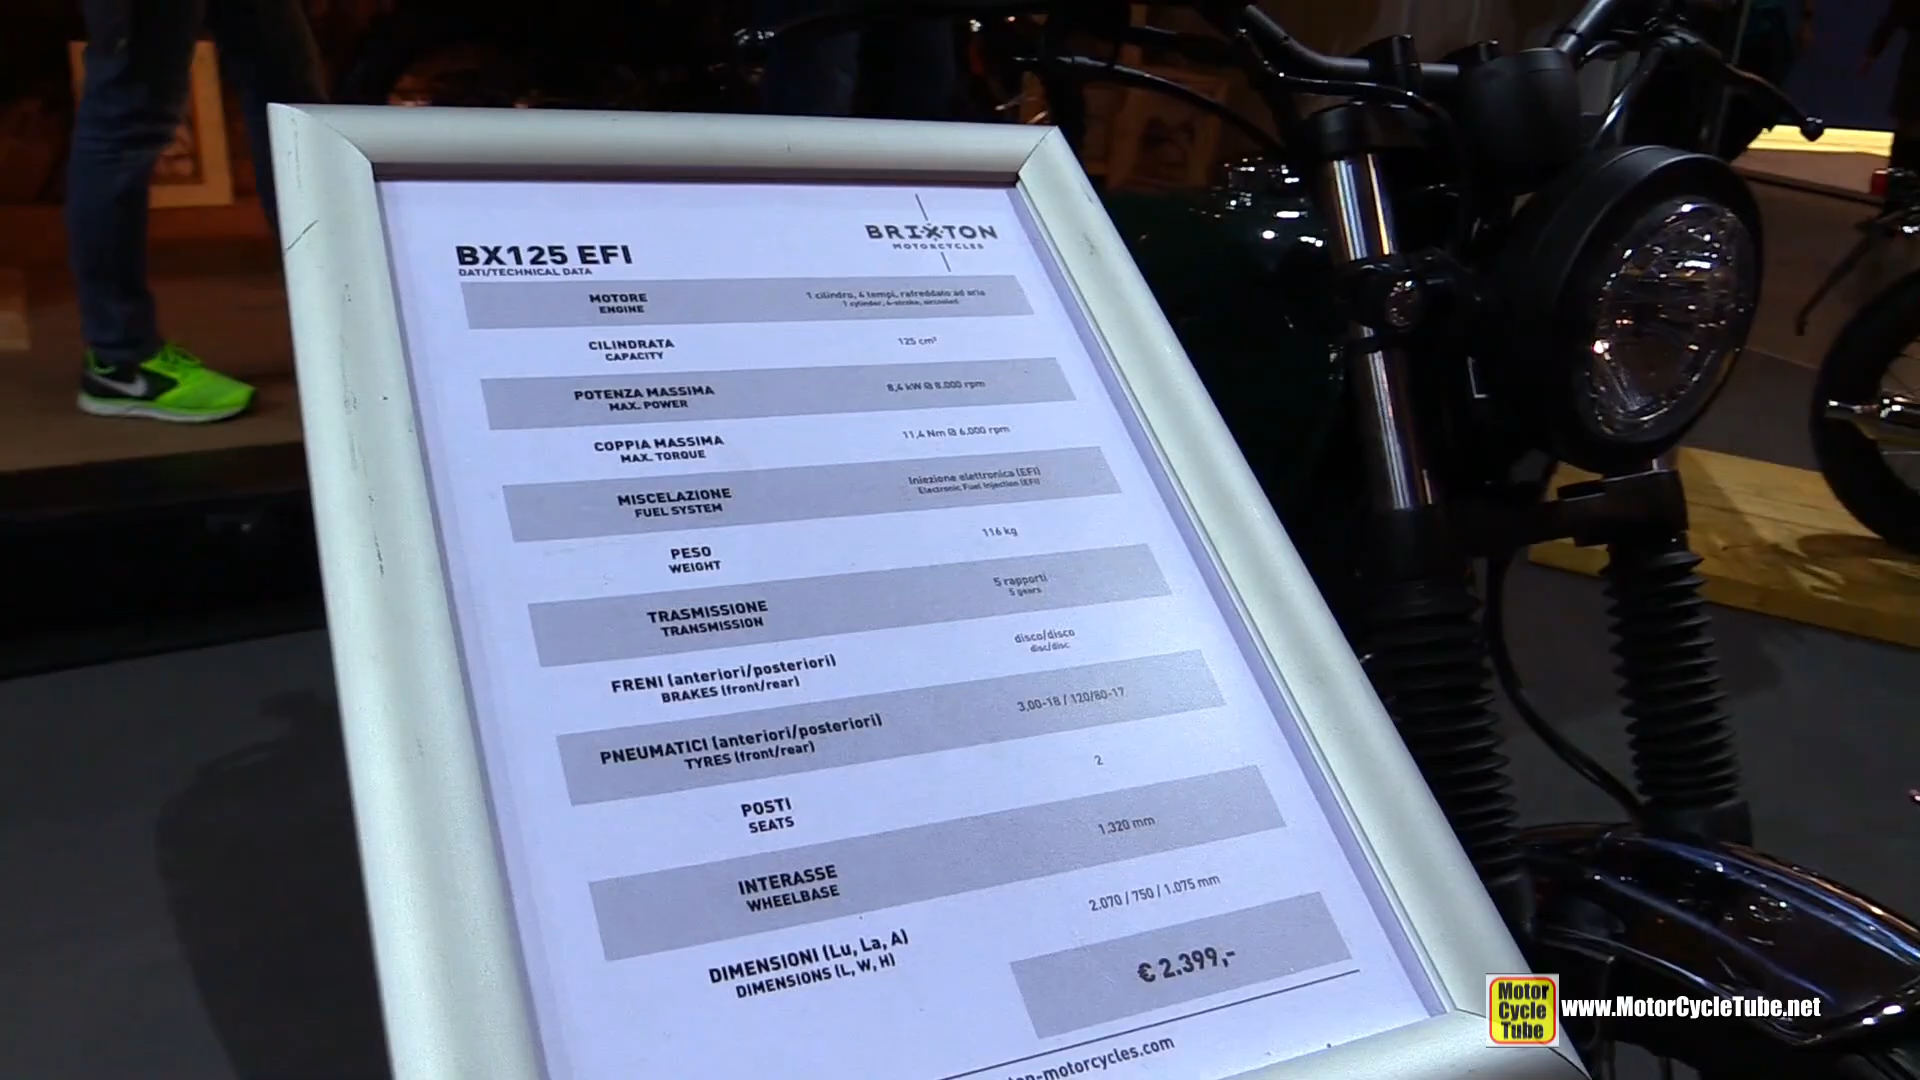 BRIXTON
MOTORCYCLES
BX125 EFI
DATI/TECHNICAL DATA
MOTORE
ENGINE
1 cilindro, 4 tempi, raffreddato ad aria
1 cylinder, 4-stroke, aircooled
CILINDRATA
CAPACITY
125 cm³
POTENZA MASSIMA
MAX. POWER
8,4 kW @ 8.000 rpm
COPPIA MASSIMA
MAX. TORQUE
11,4 Nm @ 6.000 rpm
MISCELAZIONE
FUEL SYSTEM
Iniezione elettronica (EFI)
Electronic Fuel Injection (EFI)
PESO
WEIGHT
116 kg
TRASMISSIONE
TRANSMISSION
5 rapporti
5 gears
FRENI (anteriori/posteriori)
BRAKES (front/rear)
disco/disco
disc/disc
PNEUMATICI (anteriori/posteriori)
TYRES (front/rear)
3,00-18 / 120/80-17
POSTI
SEATS
2
INTERASSE
WHEELBASE
1.320 mm
DIMENSIONI (Lu, La, A)
DIMENSIONS (L, W, H)
2.070 / 750 / 1.075 mm
€ 2.399,-
on-motorcycles.com
Motor
Cycle
Tube
www.MotorCycleTube.net